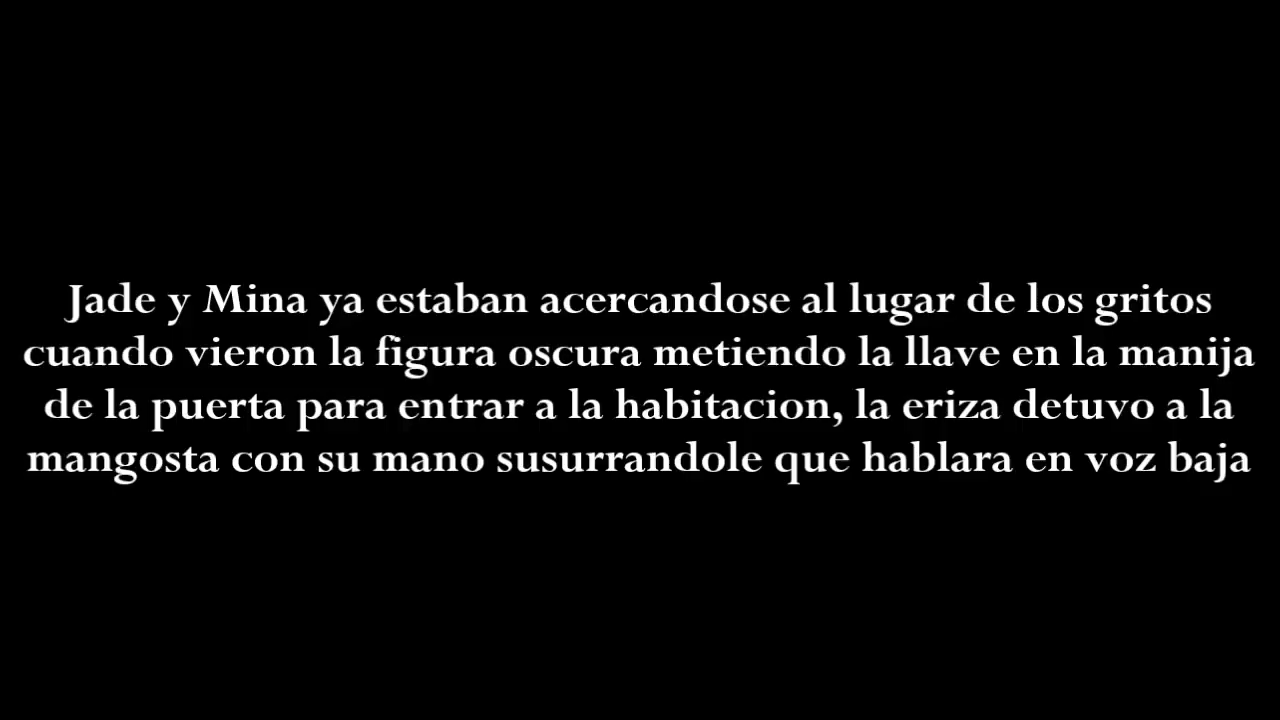 Jade y Mina ya estaban acercandose al lugar de los gritos
cuando vieron la figura oscura metiendo la llave en la manija
de la puerta para entrar a la habitacion, la eriza detuvo a la
mangosta con su mano susurrandole que hablara en voz baja